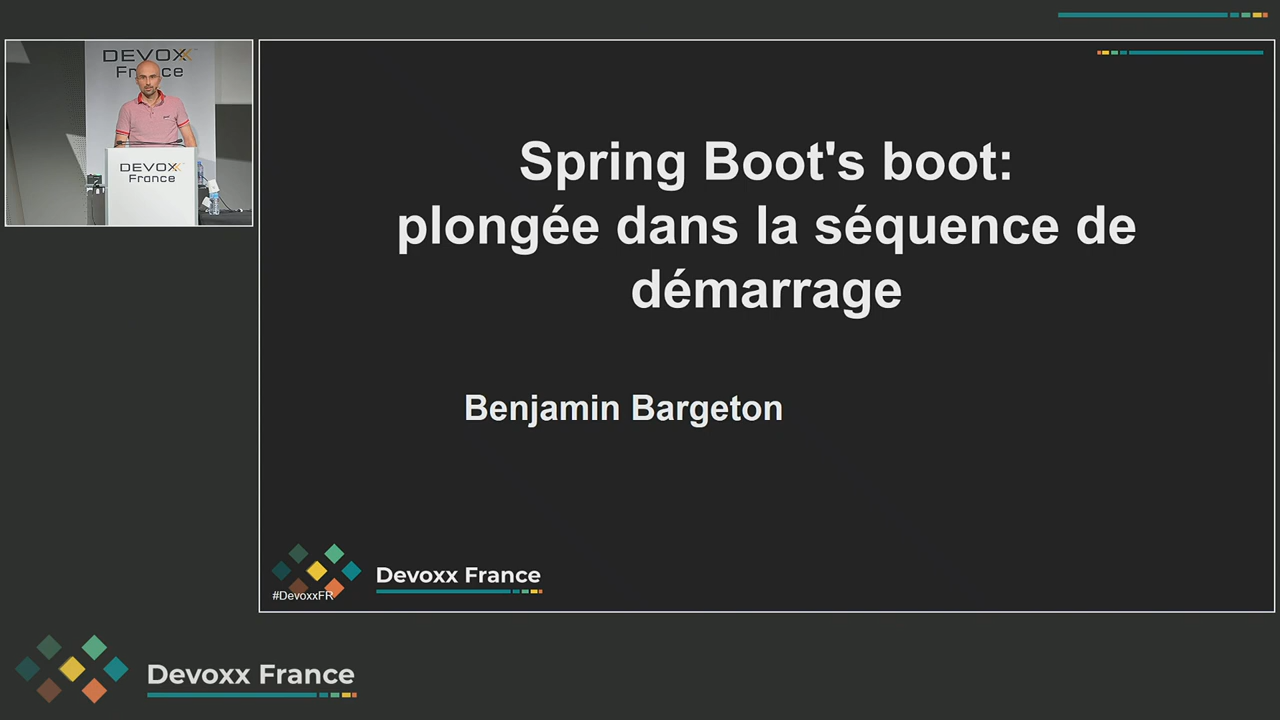 DEVOXX
France
DEVOXX
France
Spring Boot's boot:
plongée dans la séquence de
démarrage
Benjamin Bargeton
Devoxx France
#DevoxxFR
Devoxx France